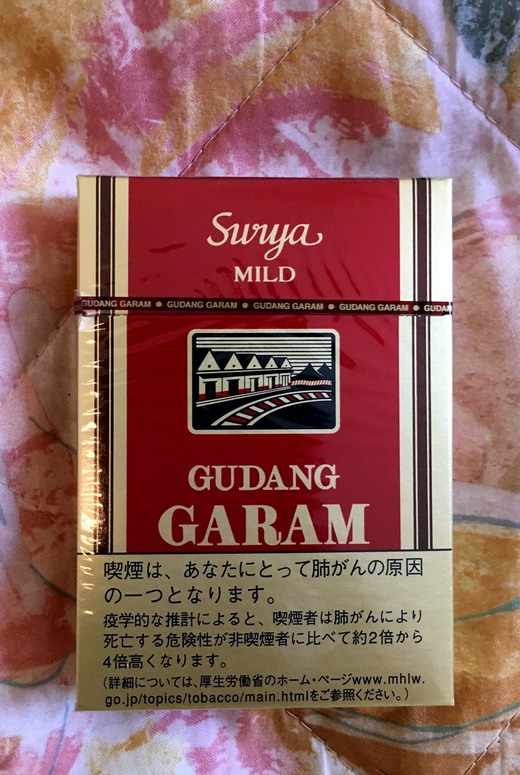 Surya
MILD
GUDANG GARAM ● GUDANG GARAM ● GUDANG GARAM ● GUDANG GARAM ● GUDAN
GUDANG
GARAM
喫煙は、あなたにとって肺がんの原因
の一つとなります。
疫学的な推計によると、喫煙者は肺がんにより
死亡する危険性が非喫煙者に比べて約2倍から
4倍高くなります。
(詳細については、厚生労働省のホーム・ページwww.mhlw.
go.jp/topics/tobacco/main.htmlをご参照ください。)